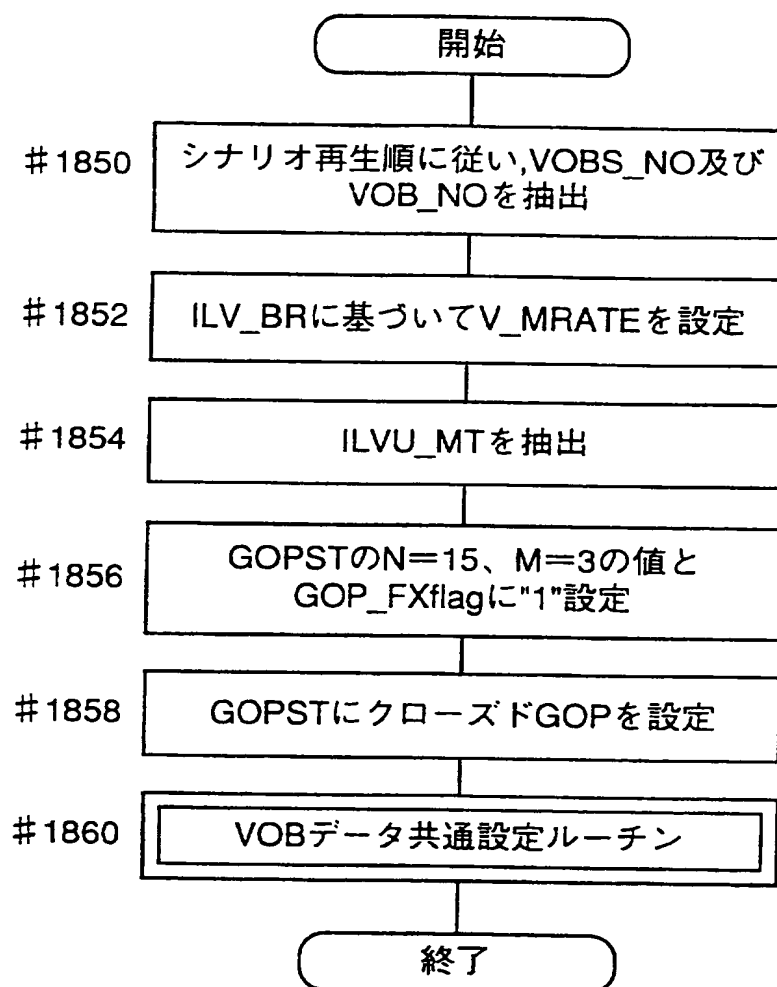 開始
#1850
シナリオ再生順に従い,VOBS_NO及び
VOB_NOを抽出
#1852
ILV_BRに基づいてV_MRATEを設定
#1854
ILVU_MTを抽出
#1856
GOPSTのN＝15、M＝3の値と
GOP_FXflagに"1"設定
#1858
GOPSTにクローズドGOPを設定
#1860
VOBデータ共通設定ルーチン
終了